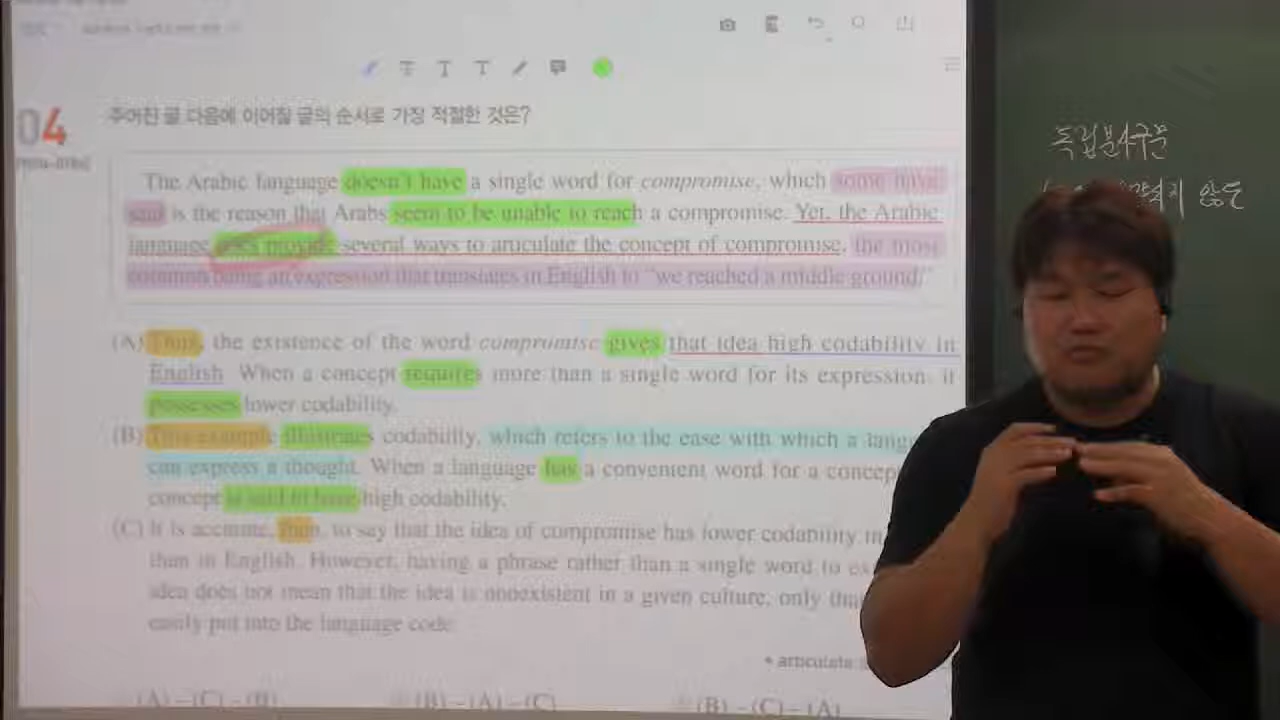 04
주어진 글 다음에 이어질 글의 순서로 가장 적절한 것은?
독립분사구문
않는
The Arabic language doesn't have a single word for compromise, which some have
said is the reason that Arabs seem to be unable to reach a compromise. Yet, the Arabic
language does provide several ways to articulate the concept of compromise, the most
common being an expression that translates in English to "we reached a middle ground."
(A) Thus, the existence of the word compromise gives that idea high codability in
English. When a concept requires more than a single word for its expression, it
possesses lower codability.
(B) This example illustrates codability, which refers to the ease with which a
can express a thought. When a language has a convenient word for a
concept is said to have high codability.
(C) It is accurate, then, to say that the idea of compromise has lower codability
than in English. However, having a phrase rather than a single word to
idea does not mean that the idea is nonexistent in a given culture, only
easily put into the language code.
* articulate
(A)-(C)-(B)
(B)-(A)-(C)
(B)-(C)-(A)